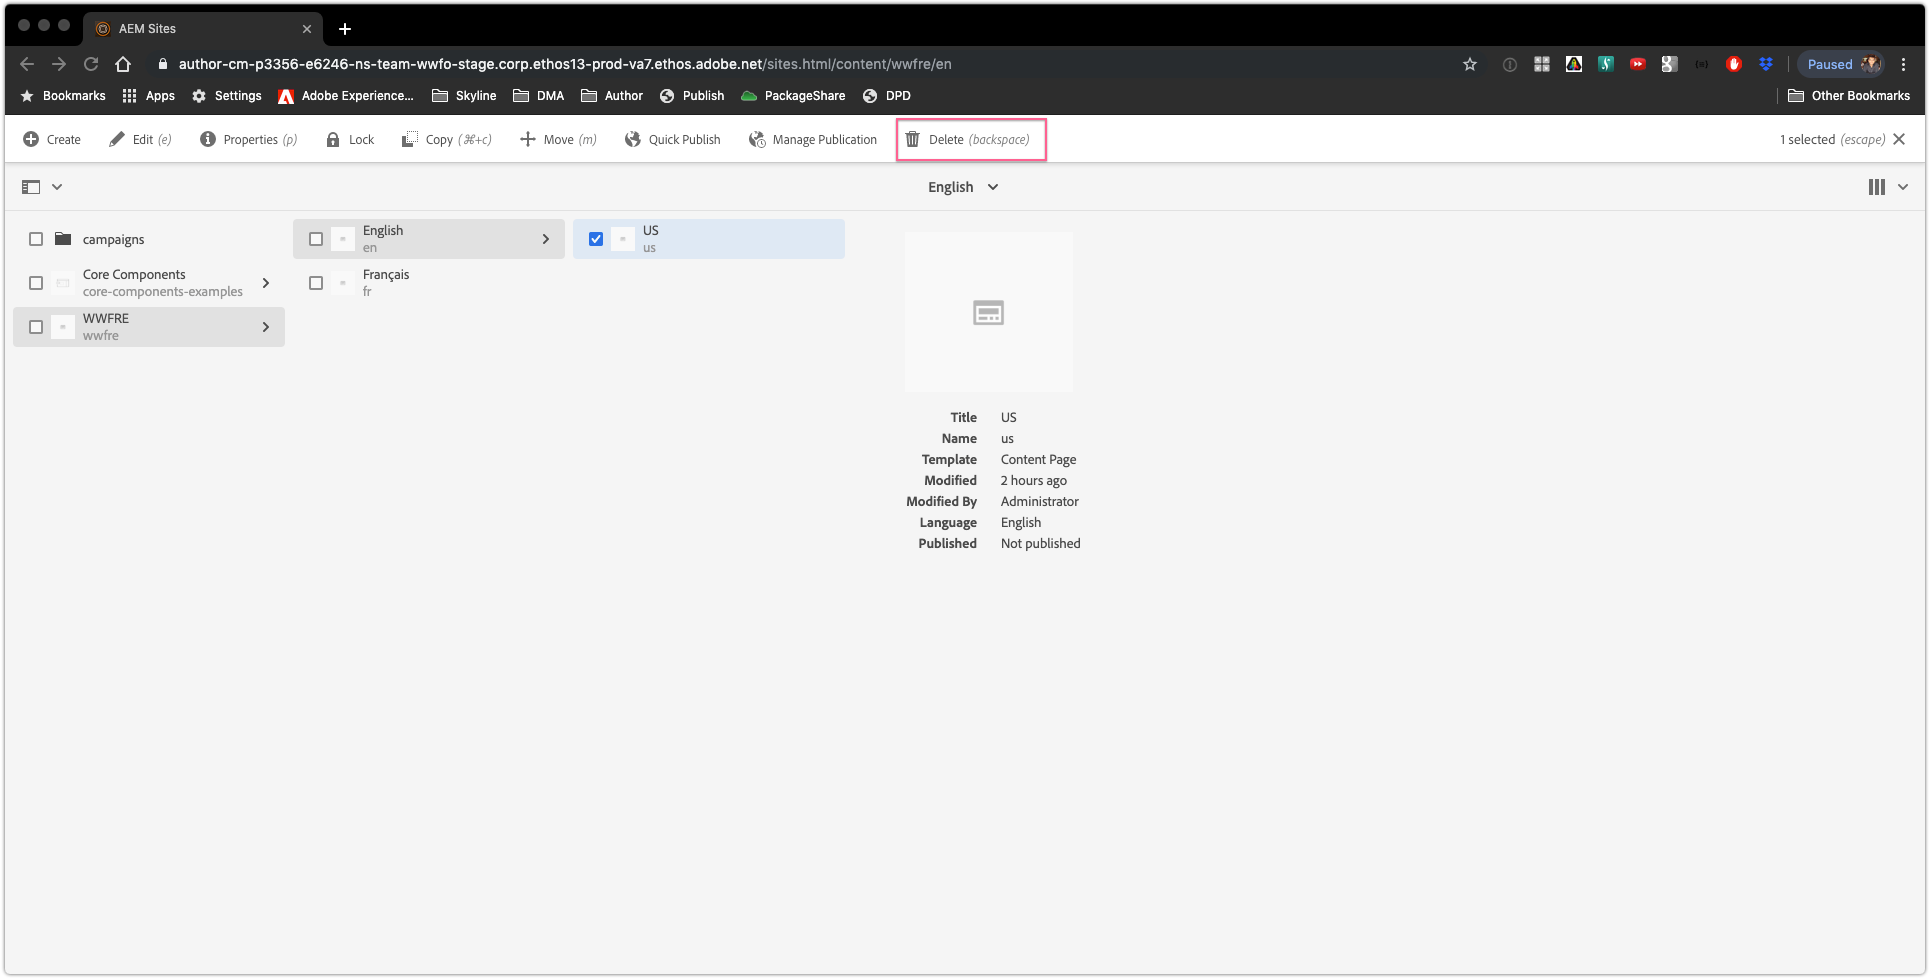 AEM Sites
author-cm-p3356-e6246-ns-team-wwfo-stage.corp.ethos13-prod-va7.ethos.adobe.net/sites.html/content/wwfre/en
Paused
Bookmarks Apps Settings Adobe Experience... Skyline DMA Author Publish PackageShare DPD Other Bookmarks
Create Edit (e) Properties (p) Lock Copy (⌘+c) Move (m) Quick Publish Manage Publication Delete (backspace) 1 selected (escape)
English
campaigns
Core Components
core-components-examples
WWFRE
wwfre
English
en
Français
fr
US
us
Title US
Name us
Template Content Page
Modified 2 hours ago
Modified By Administrator
Language English
Published Not published